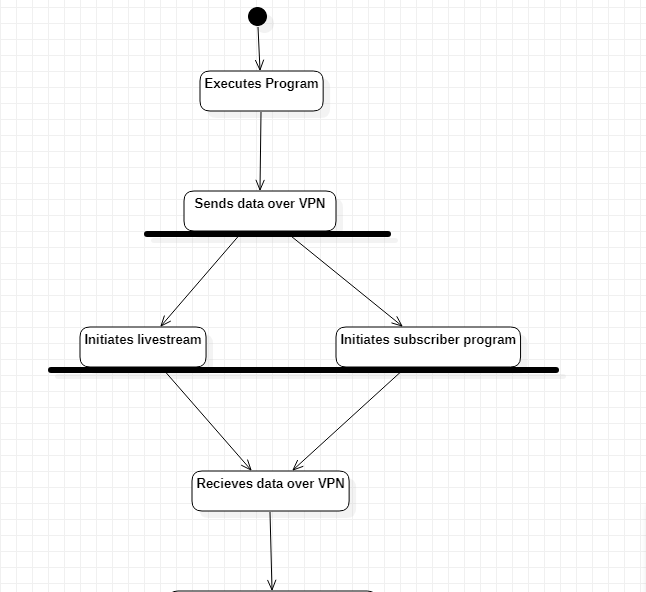 Executes Program
Sends data over VPN
Initiates livestream
Initiates subscriber program
Recieves data over VPN